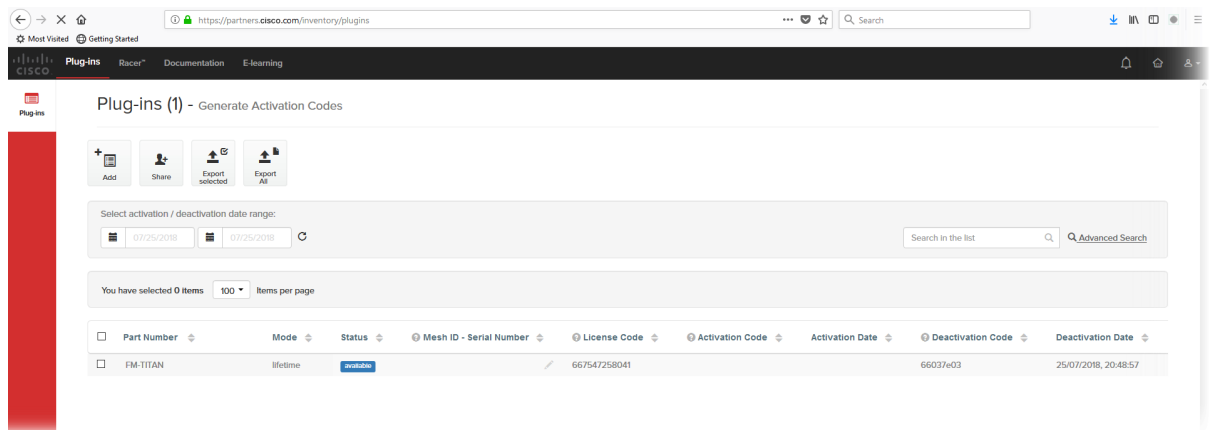 https://partners.cisco.com/inventory/plugins
Search
Most Visited Getting Started
CISCO
Plug-ins Racer™ Documentation E-learning
Plug-ins
Plug-ins (1) - Generate Activation Codes
Add
Share
Export selected
Export All
Select activation / deactivation date range:
07/25/2018 07/25/2018 Search in the list Advanced Search
You have selected 0 items 100 Items per page
Part Number Mode Status Mesh ID - Serial Number License Code Activation Code Activation Date Deactivation Code Deactivation Date
FM-TITAN lifetime available 667547258041 66037e03 25/07/2018, 20:48:57